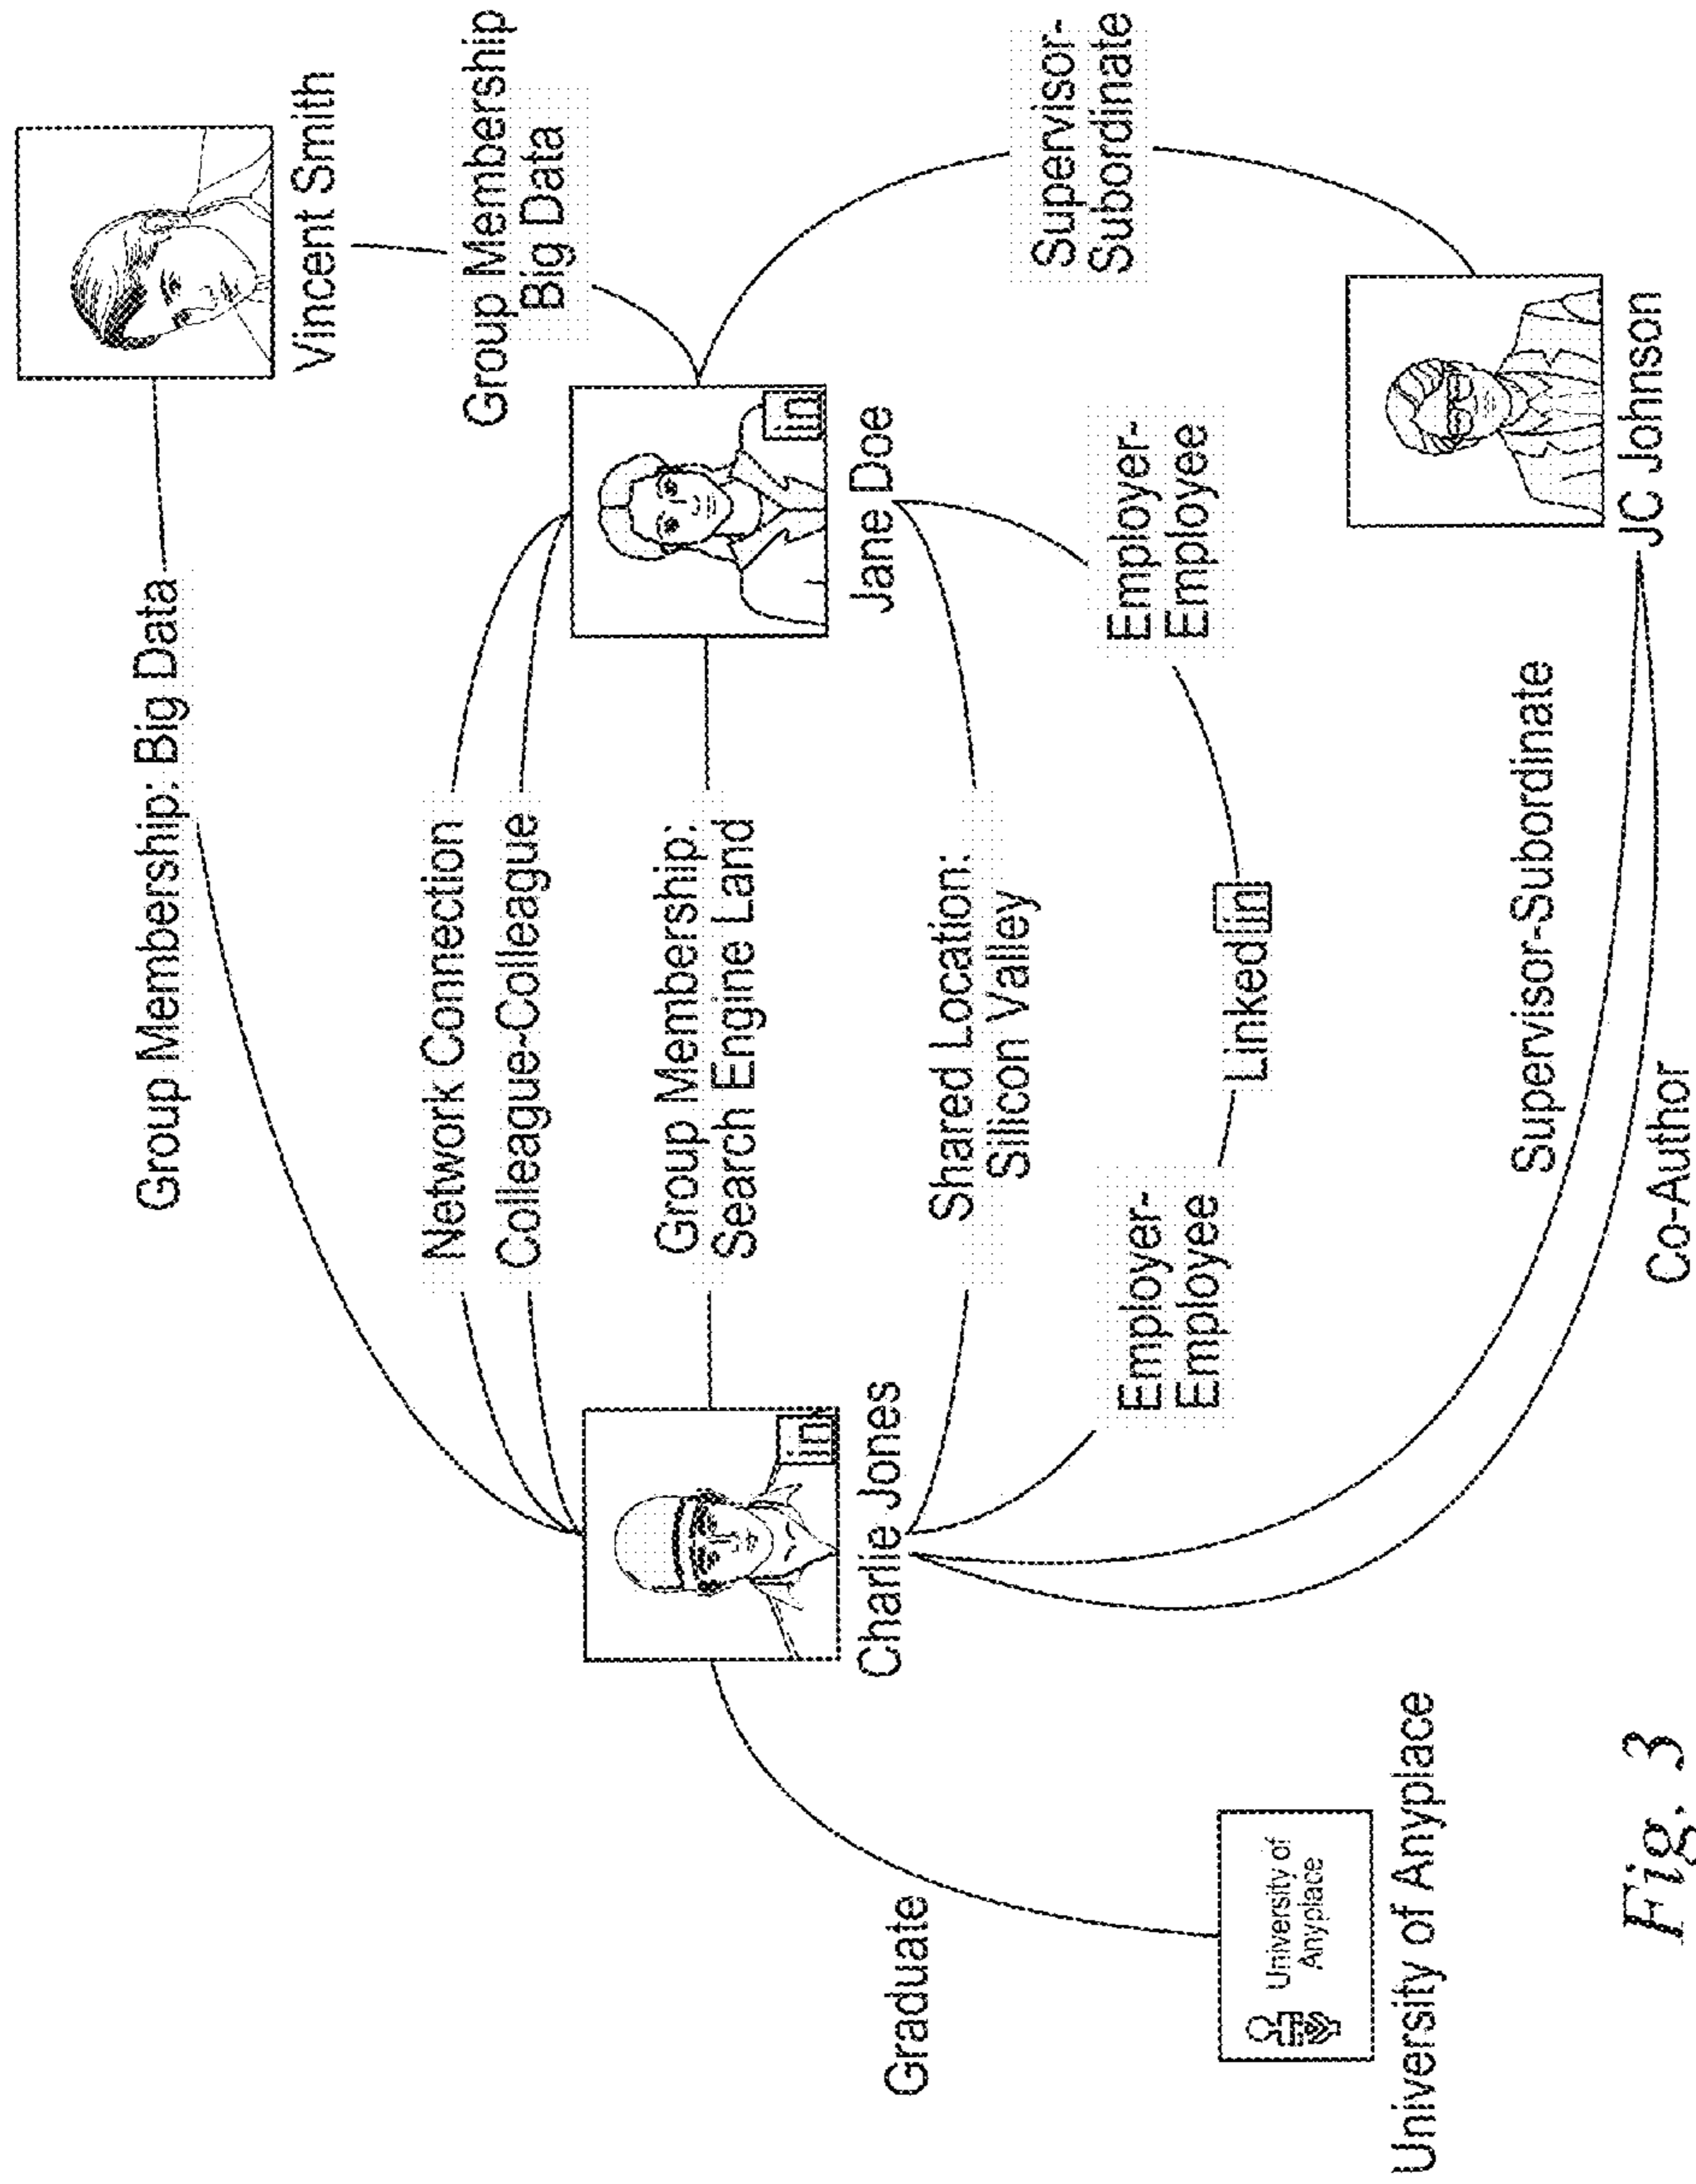 Vincent Smith
Group Membership: Big Data
Group Membership
Big Data
Network Connection
Colleague-Colleague
Group Membership:
Search Engine Land
in
in
Charlie Jones
Jane Doe
Graduate
Shared Location:
Silicon Valley
Supervisor-
Subordinate
Employer-
Employee
Employer-
Employee
Linkedin
University of
Anyplace
University of Anyplace
Supervisor-Subordinate
JC Johnson
Co-Author
Fig. 3